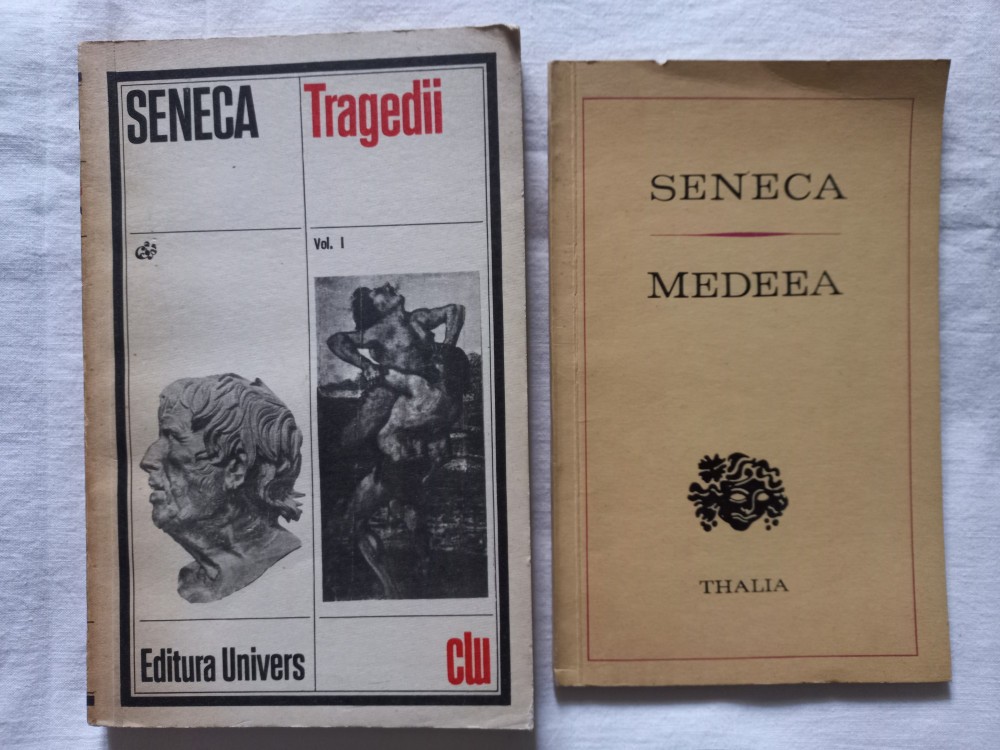 SENECA
Tragedii
Vol. I
Editura Univers
clu
SENECA
MEDEEA
THALIA